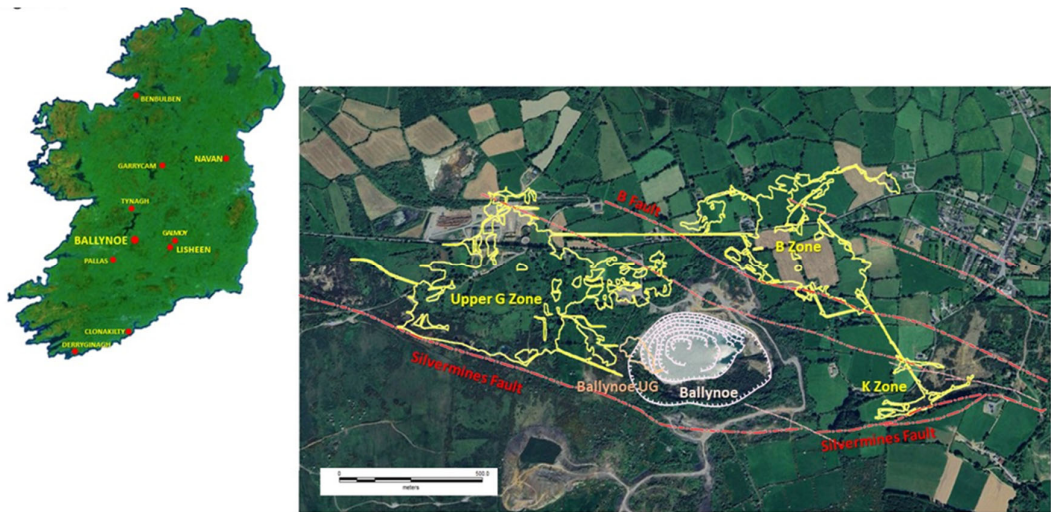 BENBULBEN
NAVAN
GARRYCAM
TYNAGH
BALLYNOE
GALMOY
LISHEEN
PALLAS
CLONAKILTY
DERRYGINAGH
B Fault
B Zone
Upper G Zone
Silvermines Fault
Ballynoe UG
Ballynoe
K Zone
Silvermines Fault
0 500.0
meters